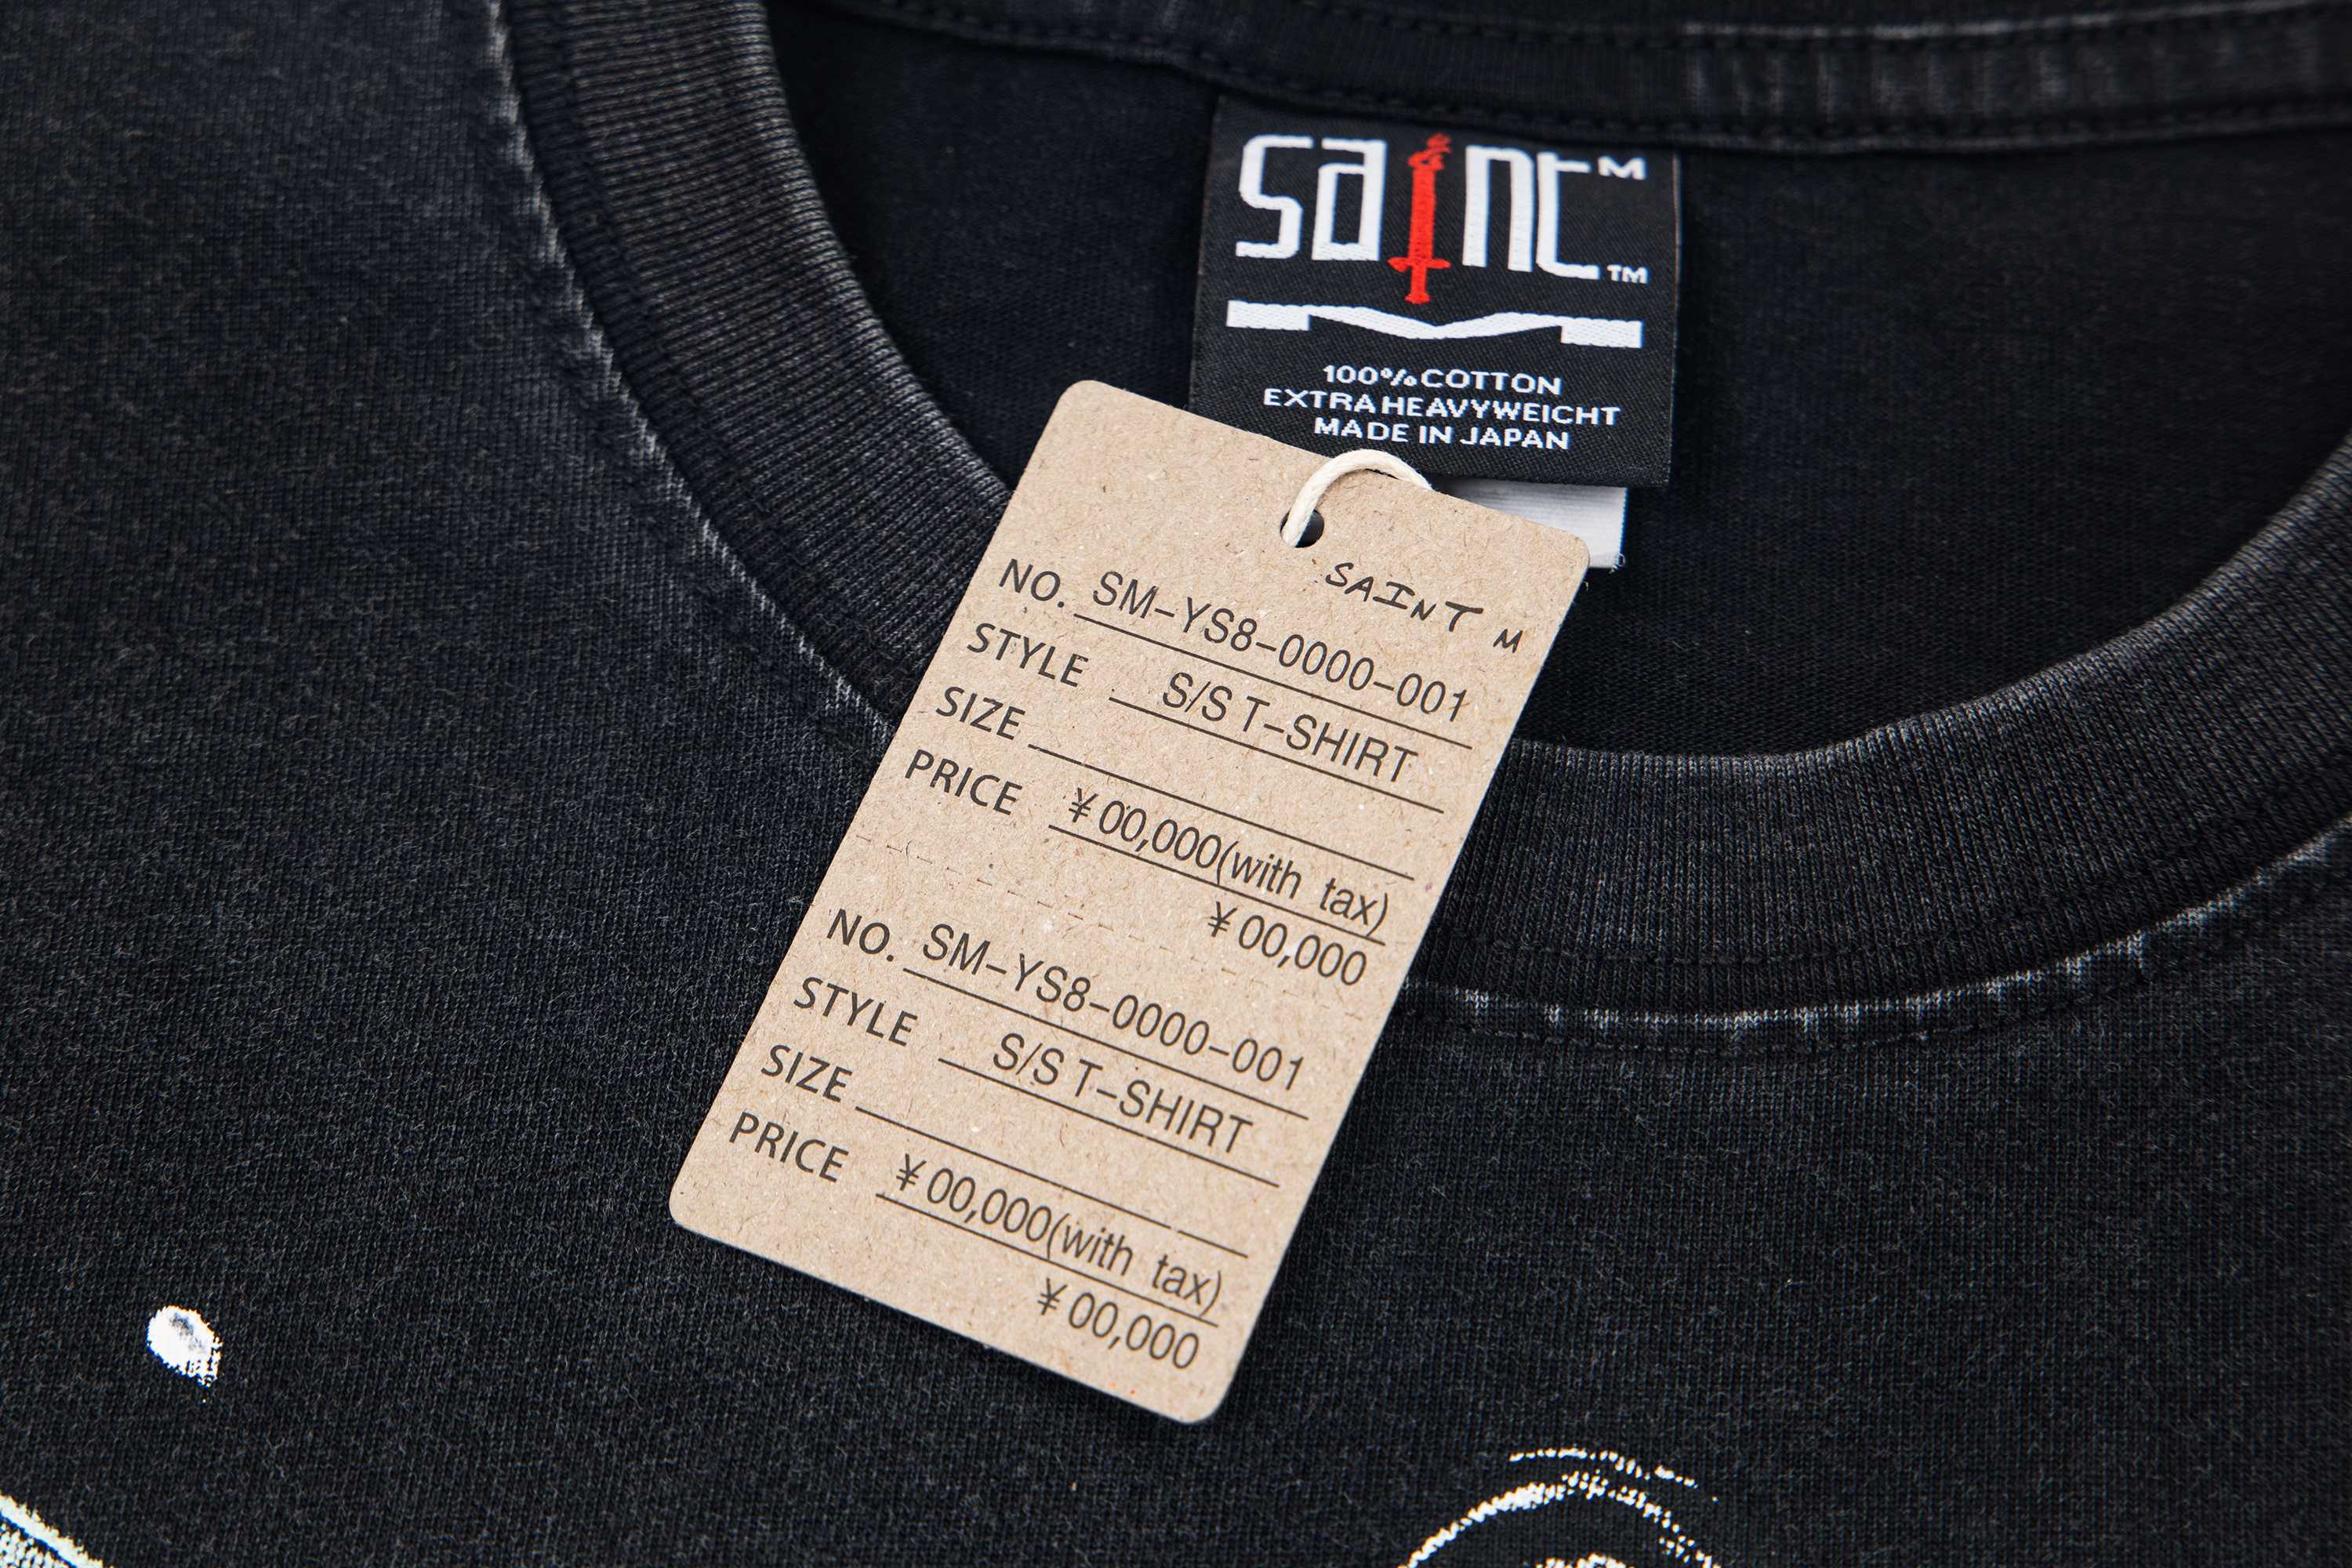 saint M
TM
100% COTTON
EXTRA HEAVYWEIGHT
MADE IN JAPAN
SAINT M
NO. SM-YS8-0000-001
STYLE S/S T-SHIRT
SIZE
PRICE ¥00,000(with tax)
¥00,000
NO. SM-YS8-0000-001
STYLE S/S T-SHIRT
SIZE
PRICE ¥00,000(with tax)
¥00,000